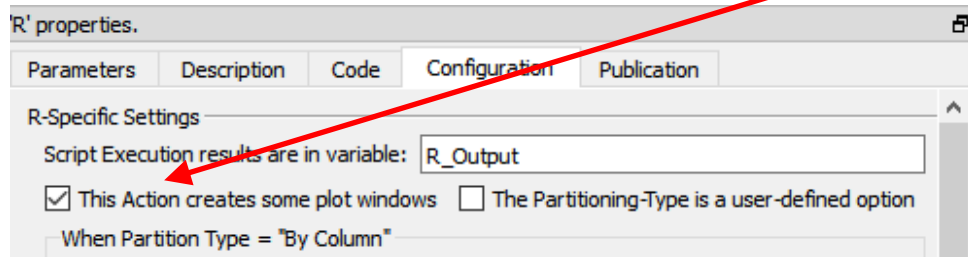 'R' properties.
Parameters Description Code Configuration Publication
R-Specific Settings
Script Execution results are in variable: R_Output
This Action creates some plot windows The Partitioning-Type is a user-defined option
When Partition Type = "By Column"